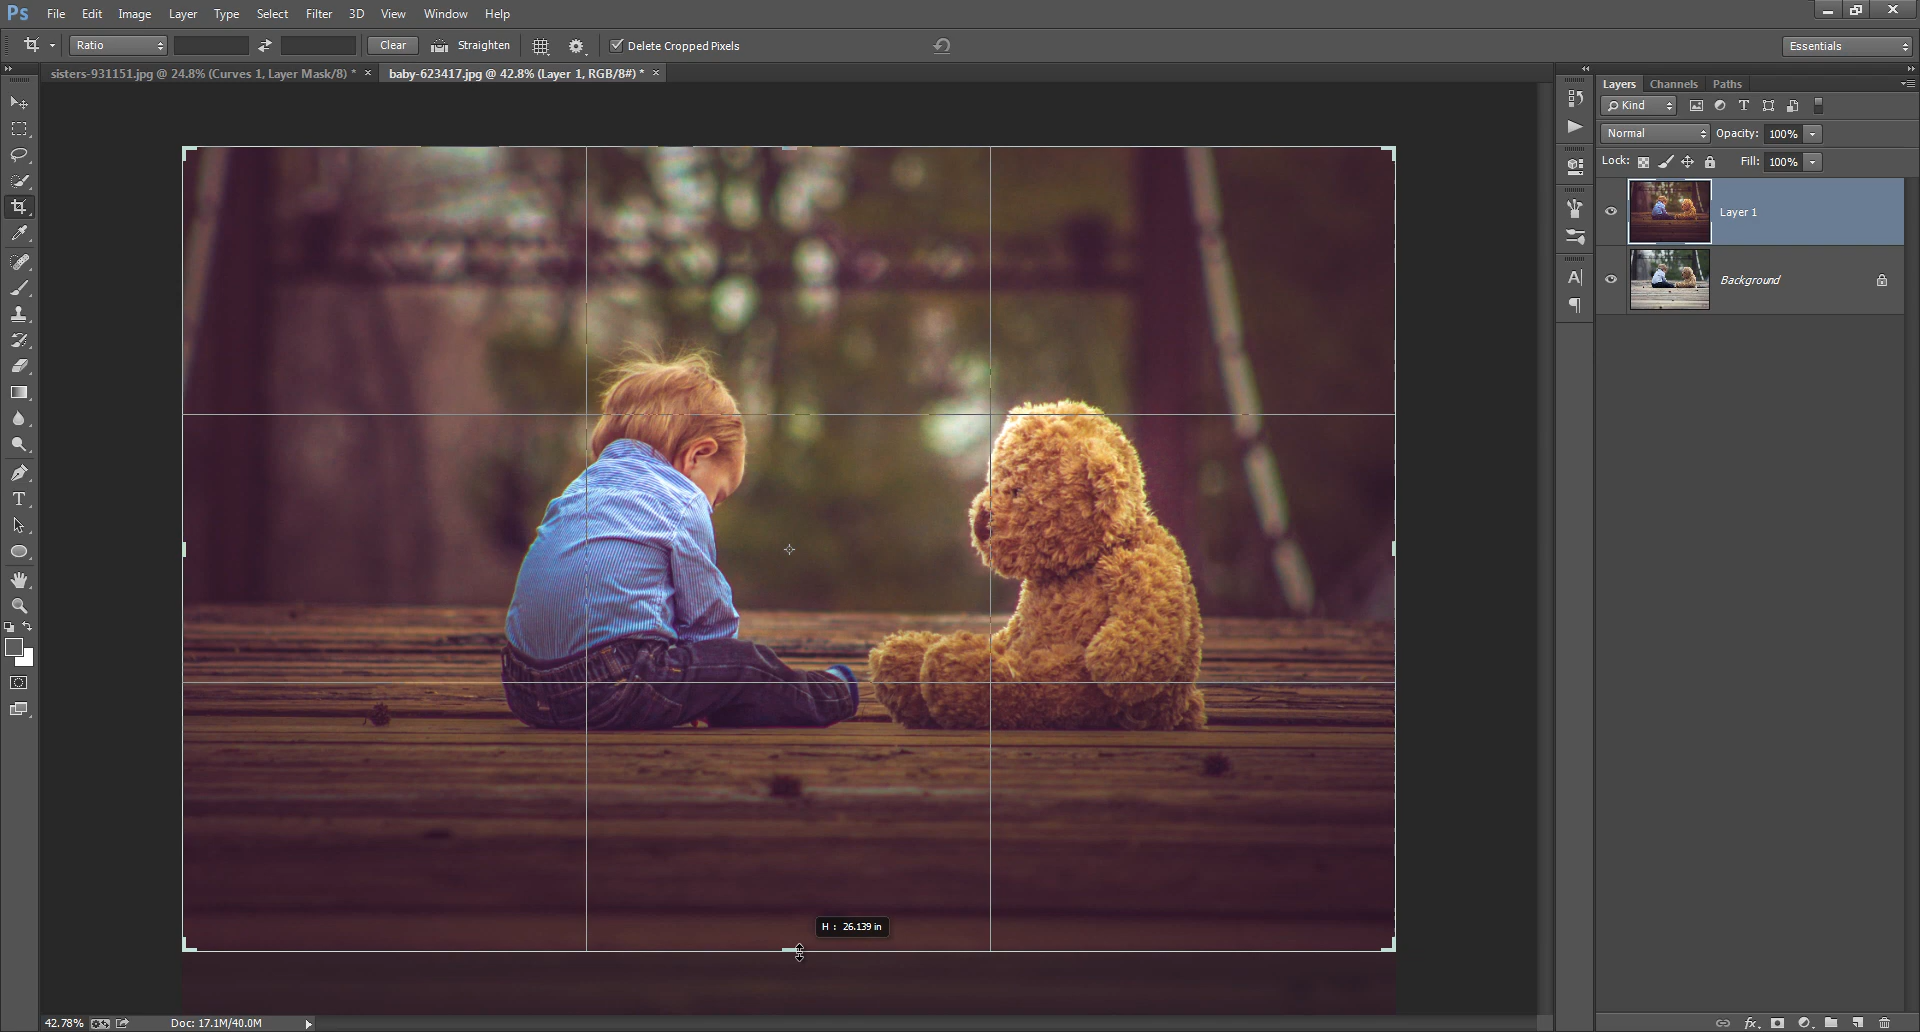 Ps File Edit Image Layer Type Select Filter 3D View Window Help
Ratio Clear Straighten Delete Cropped Pixels Essentials
sisters-931151.jpg @ 24.8% (Curves 1, Layer Mask/8) * × baby-623417.jpg @ 42.8% (Layer 1, RGB/8#) * ×
Layers Channels Paths
Kind
Normal Opacity: 100%
Lock: Fill: 100%
Layer 1
Background
H : 26.139 in
42.78% Doc: 17.1M/40.0M